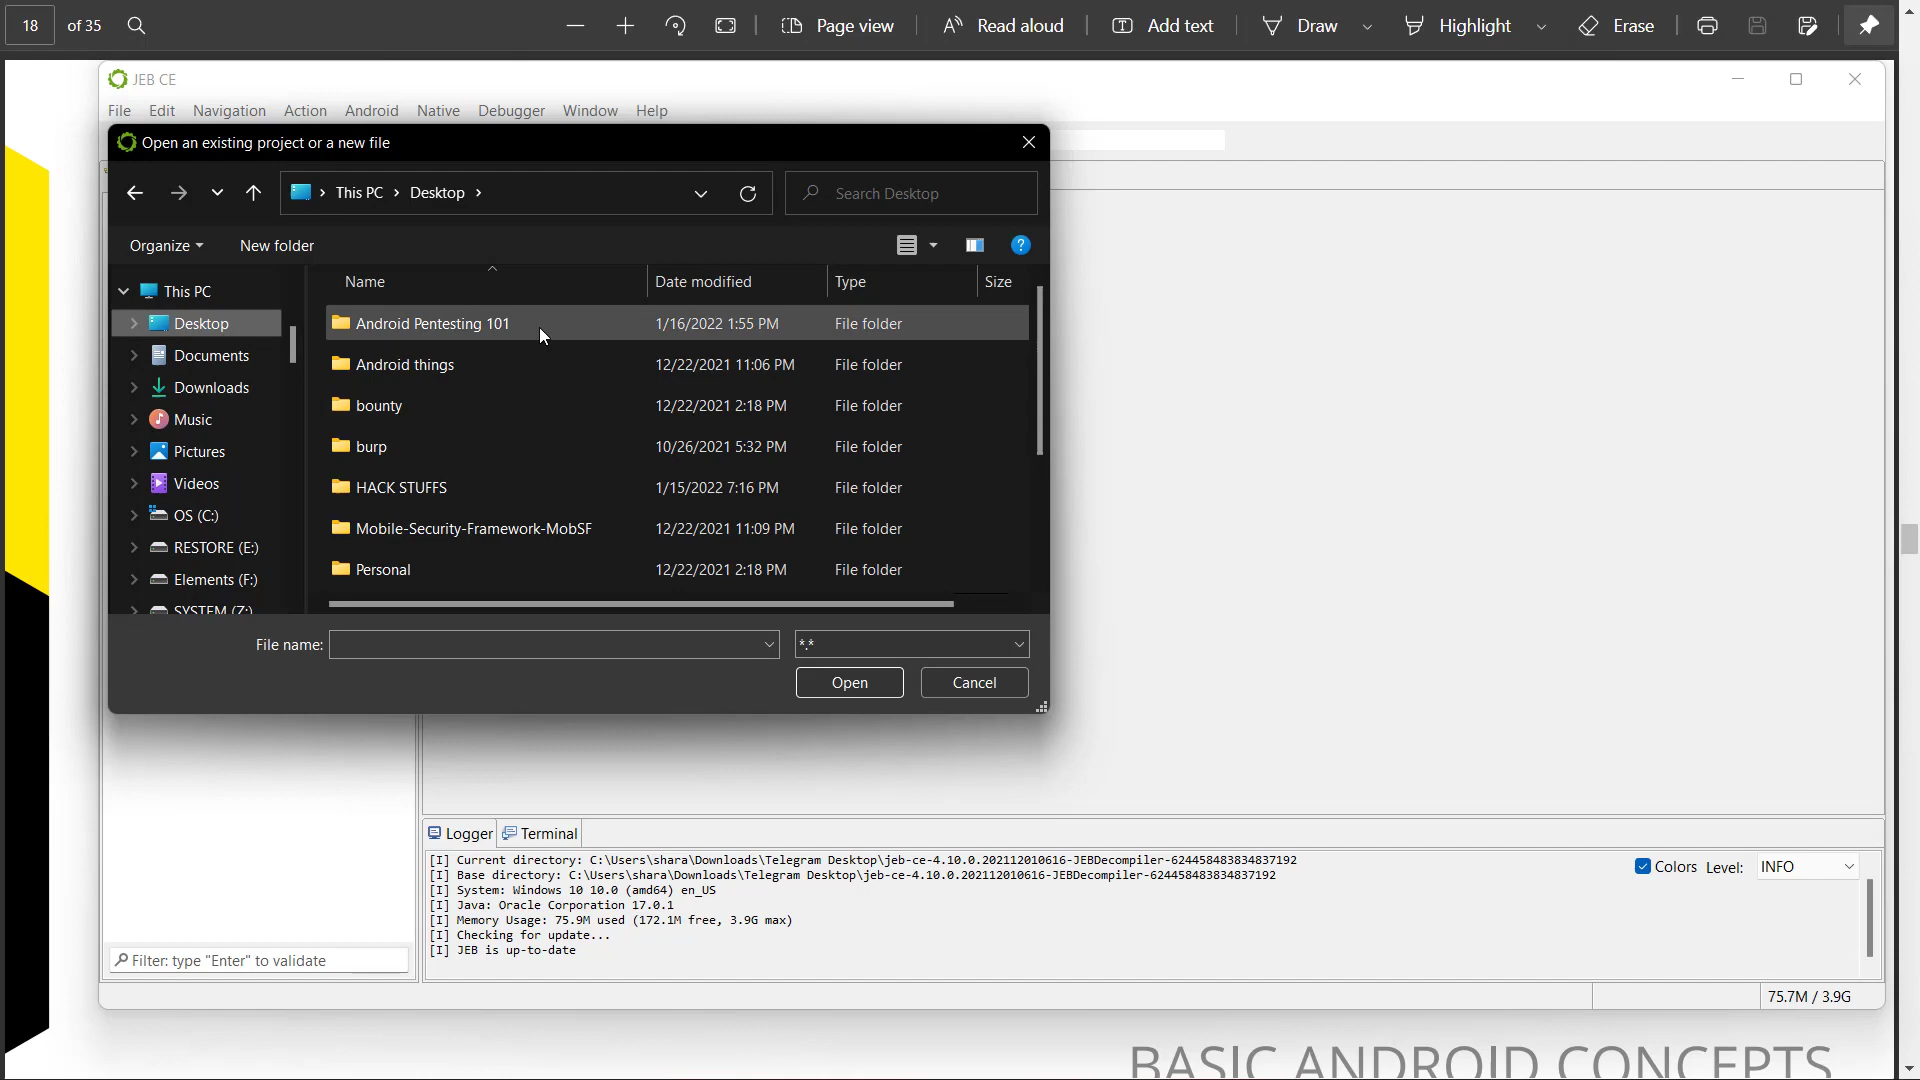 18 of 35 Page view Read aloud Add text Draw Highlight Erase
JEB CE
File Edit Navigation Action Android Native Debugger Window Help
Open an existing project or a new file
This PC Desktop
Search Desktop
Organize New folder
This PC
Desktop
Documents
Downloads
Music
Pictures
Videos
OS (C:)
RESTORE (E:)
Elements (F:)
SYSTEM (Z:)
Name Date modified Type Size
Android Pentesting 101 1/16/2022 1:55 PM File folder
Android things 12/22/2021 11:06 PM File folder
bounty 12/22/2021 2:18 PM File folder
burp 10/26/2021 5:32 PM File folder
HACK STUFFS 1/15/2022 7:16 PM File folder
Mobile-Security-Framework-MobSF 12/22/2021 11:09 PM File folder
Personal 12/22/2021 2:18 PM File folder
File name: *.*
Open Cancel
Logger Terminal
[I] Current directory: C:\Users\shara\Downloads\Telegram Desktop\jeb-ce-4.10.0.202112010616-JEBDecompiler-624458483834837192
[I] Base directory: C:\Users\shara\Downloads\Telegram Desktop\jeb-ce-4.10.0.202112010616-JEBDecompiler-624458483834837192
[I] System: Windows 10 10.0 (amd64) en_US
[I] Java: Oracle Corporation 17.0.1
[I] Memory Usage: 75.9M used (172.1M free, 3.9G max)
[I] Checking for update...
[I] JEB is up-to-date
Colors Level: INFO
Filter: type "Enter" to validate
75.7M / 3.9G
BASIC ANDROID CONCEPTS